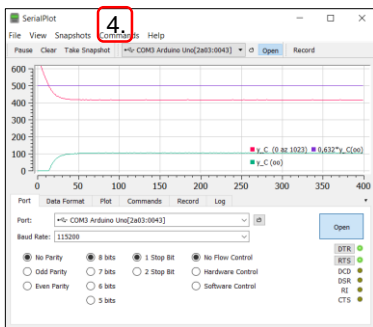 SerialPlot
4.
File View Snapshots Commands Help
Pause Clear Take Snapshot COM3 Arduino Uno[2a03:0043] Open Record
600
500
400
300
200
100
0
y_C (0 az 1023) 0,632*y_C(oo)
y_C (oo)
0 50 100 150 200 250 300 350 400
Port Data Format Plot Commands Record Log
Port: COM3 Arduino Uno[2a03:0043]
Open
Baud Rate: 115200
No Parity 8 bits 1 Stop Bit No Flow Control
DTR
Odd Parity 7 bits 2 Stop Bit Hardware Control
RTS
DCD
Even Parity 6 bits Software Control
DSR
RI
5 bits
CTS